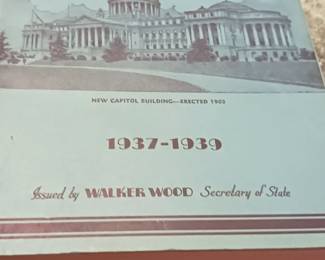 NEW CAPITOL BUILDING—ERECTED 1903
1937-1939
Issued by WALKER WOOD Secretary of State